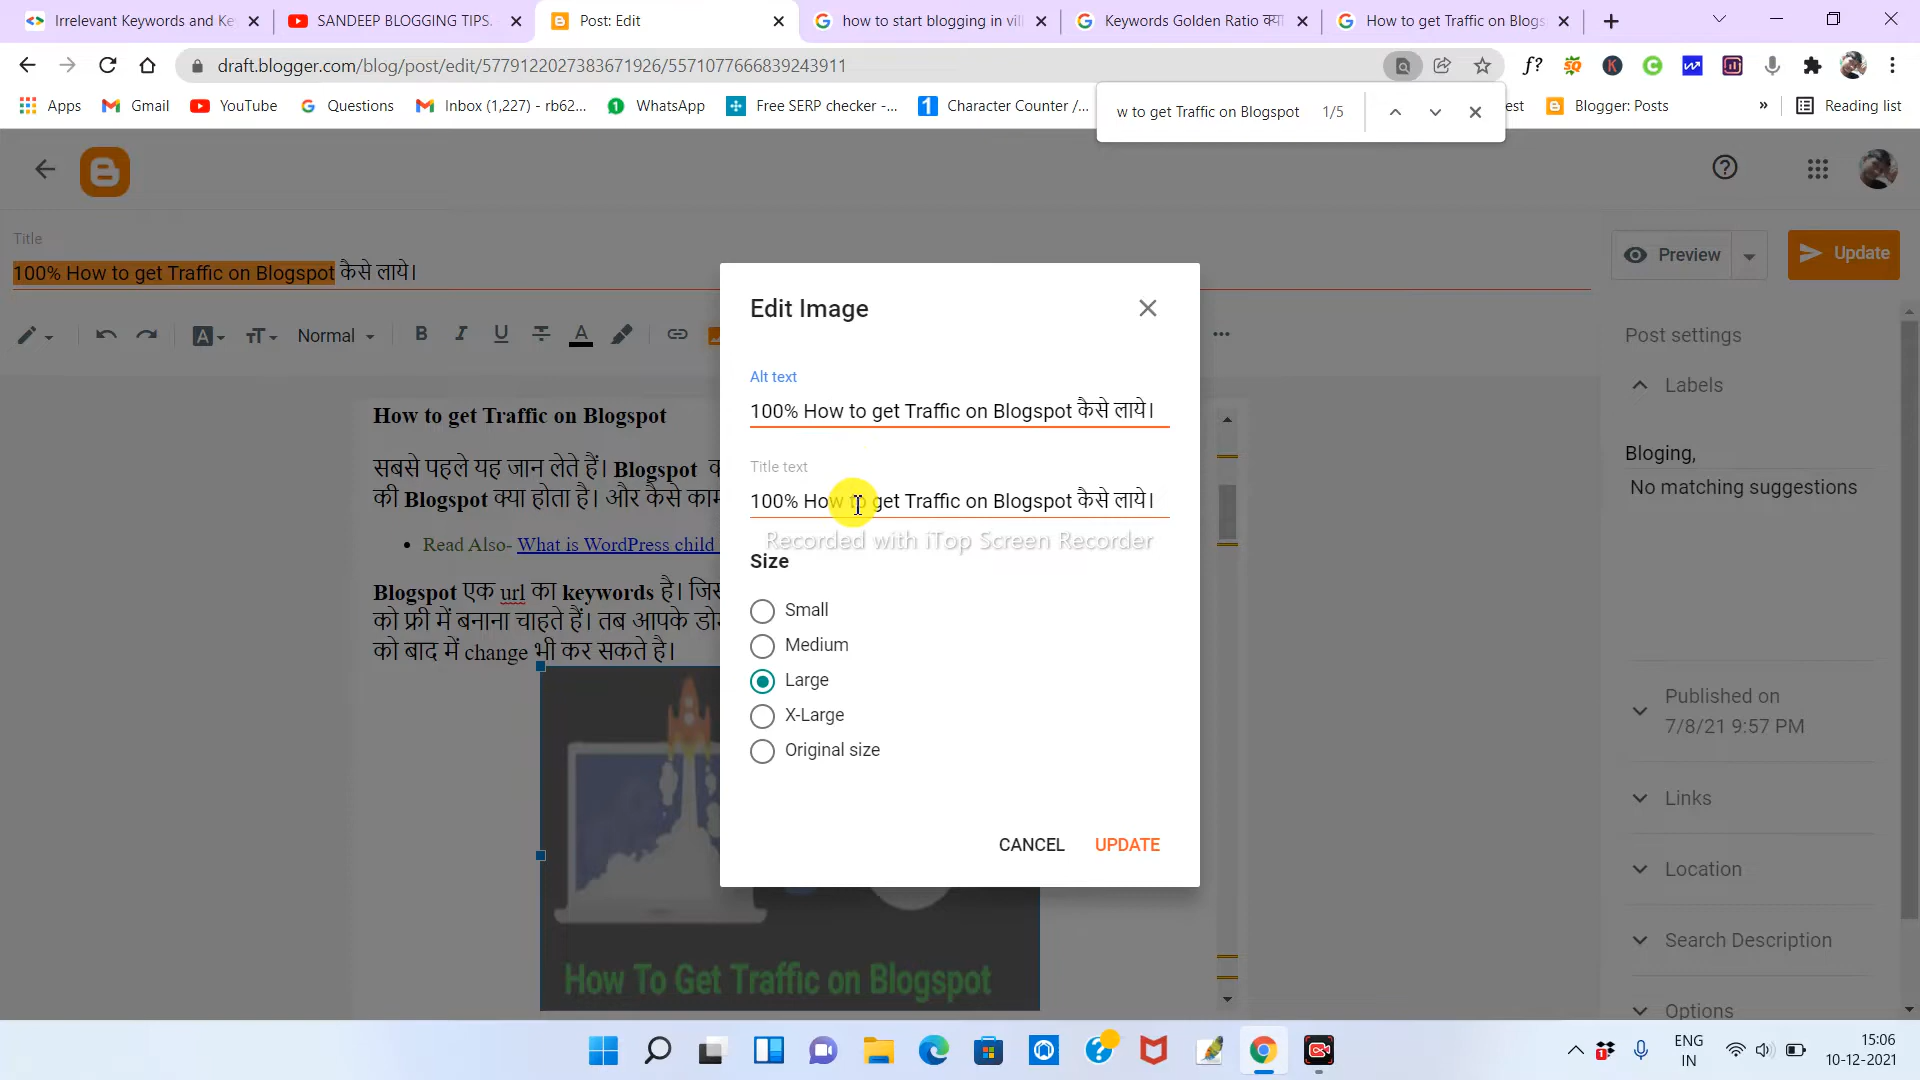 Irrelevant Keywords and Ke
SANDEEP BLOGGING TIPS.
Post: Edit
how to start blogging in vil
Keywords Golden Ratio क्या
How to get Traffic on Blogs
draft.blogger.com/blog/post/edit/5779122027383671926/5571077666839243911
f?
Apps
Gmail
YouTube
Questions
Inbox (1,227) - rb62...
WhatsApp
Free SERP checker -...
Character Counter /...
w to get Traffic on Blogspot
1/5
est
Blogger: Posts
»
Reading list
Title
100% How to get Traffic on Blogspot कैसे लाये।
Preview
Update
Normal
Edit Image
Alt text
100% How to get Traffic on Blogspot कैसे लाये।
Title text
100% How to get Traffic on Blogspot कैसे लाये।
Recorded with iTop Screen Recorder
Size
Small
Medium
Large
X-Large
Original size
CANCEL
UPDATE
How to get Traffic on Blogspot
सबसे पहले यह जान लेते हैं। Blogspot
की Blogspot क्या होता है। और कैसे काम
Read Also- What is WordPress child
Blogspot एक url का keywords है। जिस
को फ्री में बनाना चाहते हैं। तब आपके डो
को बाद में change भी कर सकते है।
How To Get Traffic on Blogspot
Post settings
Labels
Bloging,
No matching suggestions
Published on
7/8/21 9:57 PM
Links
Location
Search Description
Options
ENG
IN
15:06
10-12-2021